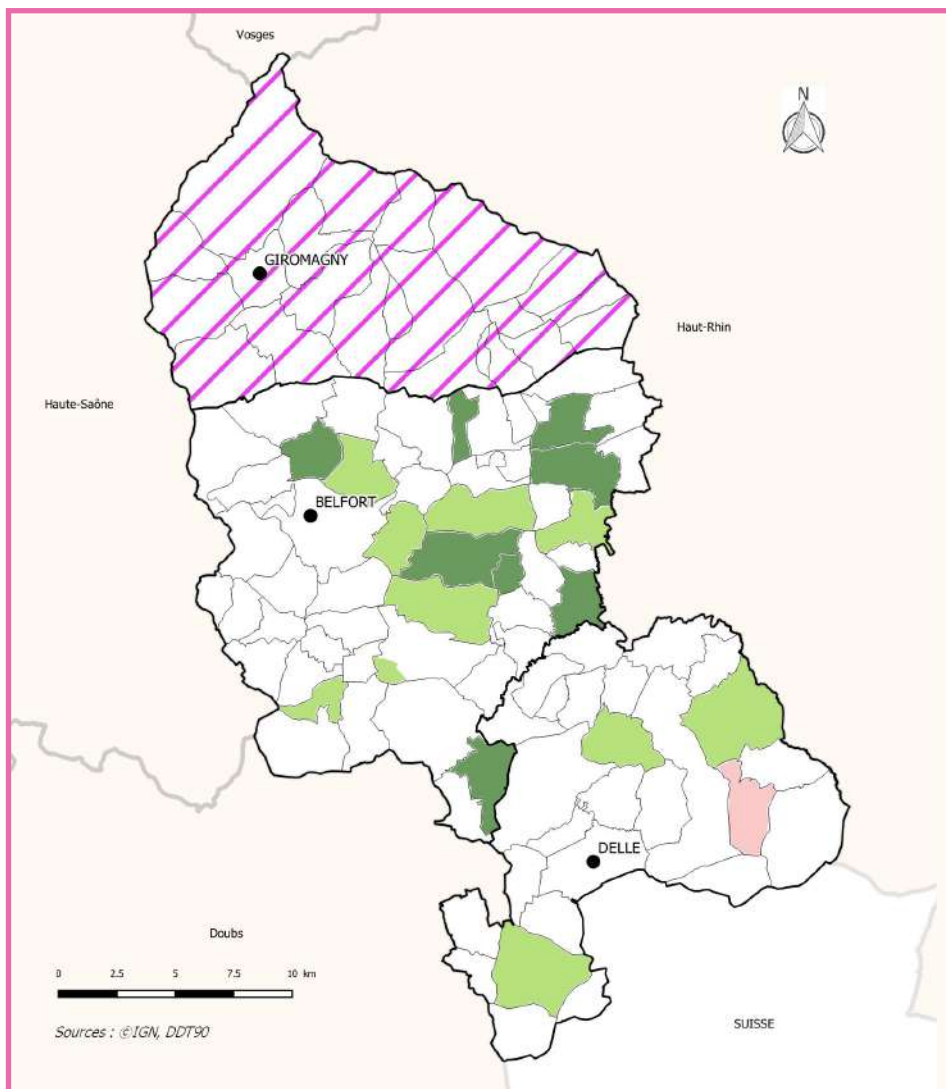 Vosges
N
GIROMAGNY
Haut-Rhin
Haute-Saône
BELFORT
DELLE
Doubs
0 2.5 5 7.5 10 km
Sources : ©IGN, DDT90
SUISSE